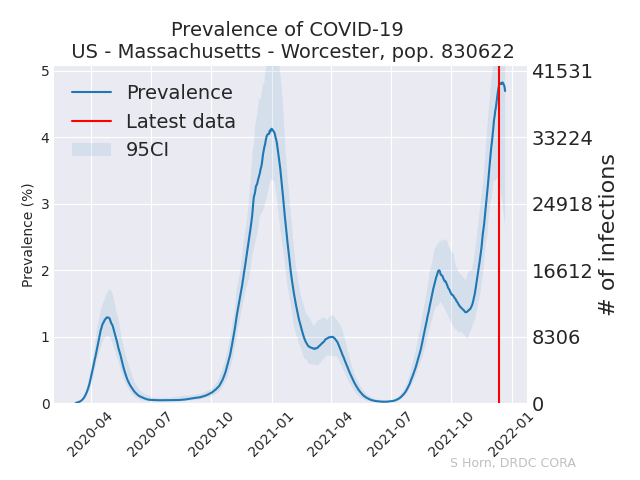 Prevalence of COVID-19
US - Massachusetts - Worcester, pop. 830622
Prevalence
Latest data
95CI
Prevalence (%)
5
4
3
2
1
0
41531
33224
24918
16612
8306
0
# of infections
2020-04
2020-07
2020-10
2021-01
2021-04
2021-07
2021-10
2022-01
S Horn, DRDC CORA